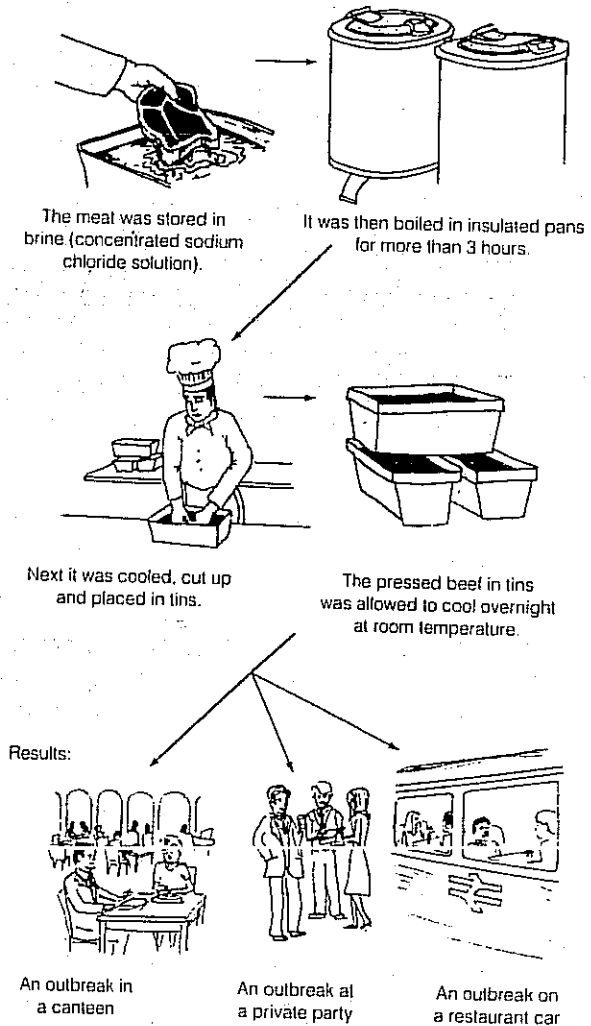 The meat was stored in
brine (concentrated sodium
chloride solution).
It was then boiled in insulated pans
for more than 3 hours.
Next it was cooled, cut up
and placed in tins.
The pressed beef in tins
was allowed to cool overnight
at room temperature.
Results:
An outbreak in
a canteen
An outbreak at
a private party
An outbreak on
a restaurant car